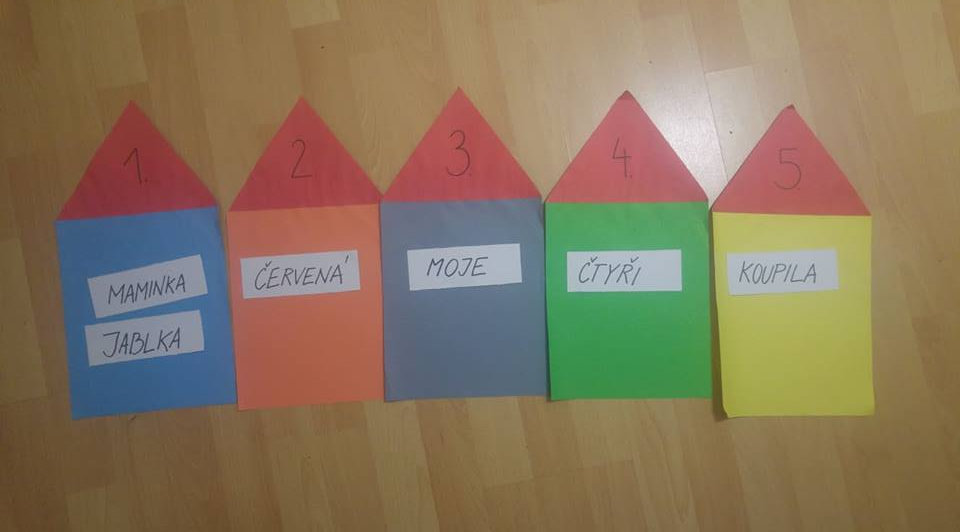 1.
2
3.
4.
5
MAMINKA
JABLKA
ČERVENÁ
MOJE
ČTYŘI
KOUPILA